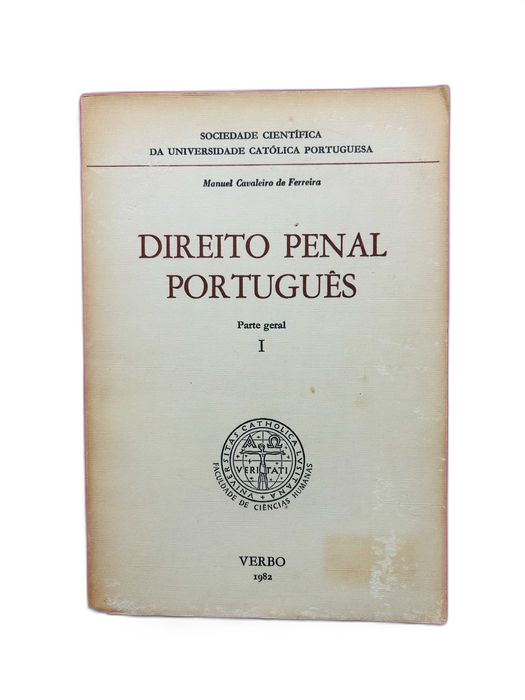 SOCIEDADE CIENTÍFICA
DA UNIVERSIDADE CATÓLICA PORTUGUESA
Manuel Cavaleiro de Ferreira
DIREITO PENAL
PORTUGUÊS
Parte geral
I
UNIVERSITAS CATHOLICA LVSITANA
Α Ω
VERITATI
FACULDADE DE CIÊNCIAS HUMANAS
VERBO
1982